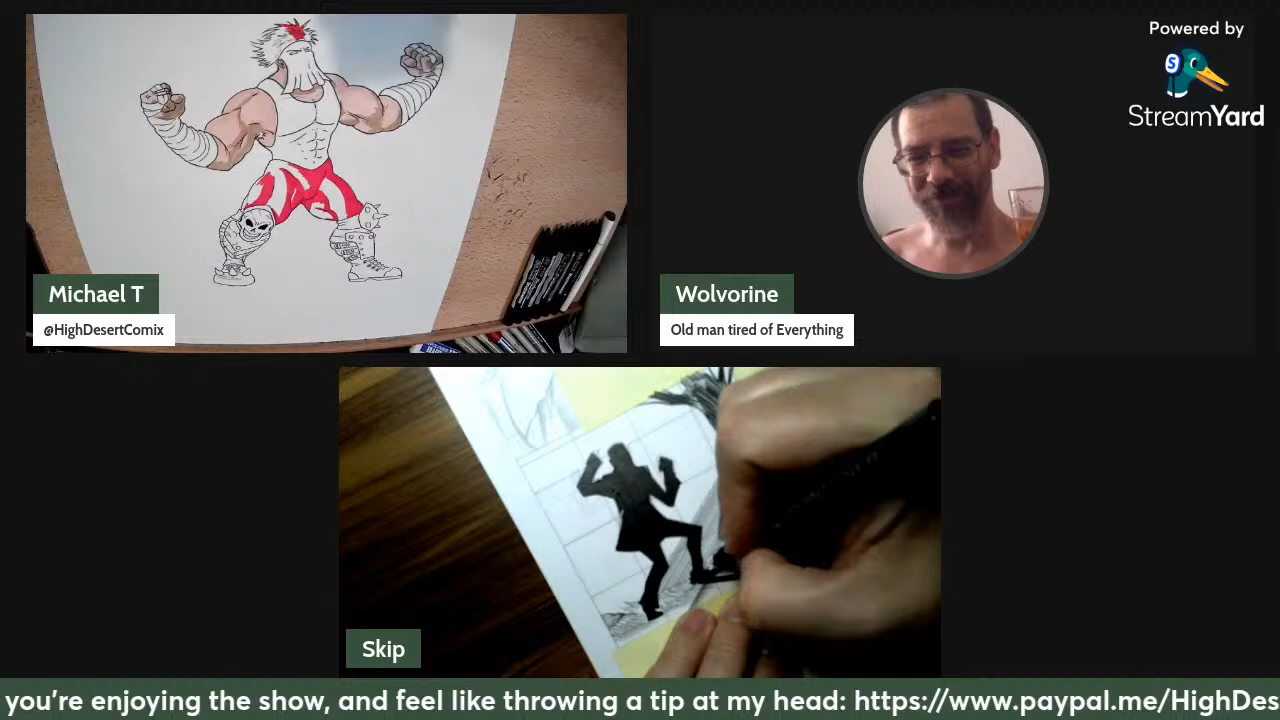 Powered by
StreamYard
Michael T
@HighDesertComix
Wolvorine
Old man tired of Everything
Skip
you're enjoying the show, and feel like throwing a tip at my head: https://www.paypal.me/HighDes